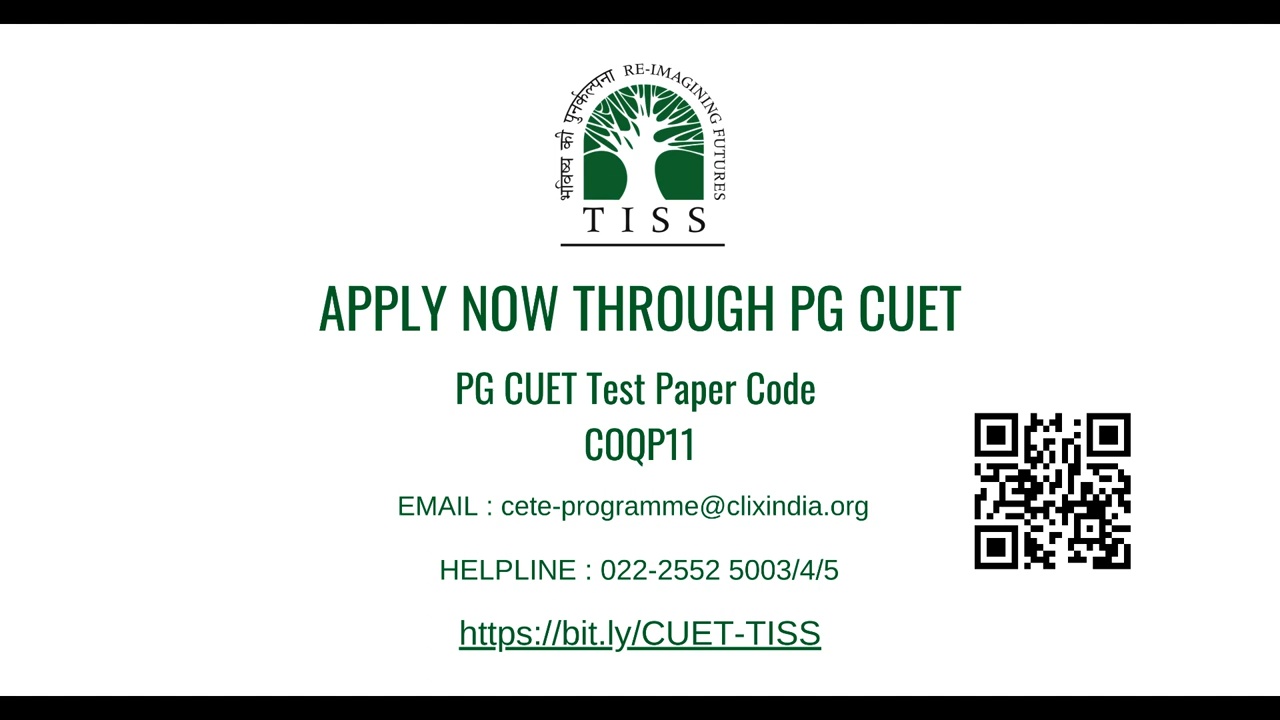 भविष्य की पुनर्कल्पना RE-IMAGINING FUTURES
TISS
APPLY NOW THROUGH PG CUET
PG CUET Test Paper Code
COQP11
EMAIL : cete-programme@clixindia.org
HELPLINE : 022-2552 5003/4/5
https://bit.ly/CUET-TISS